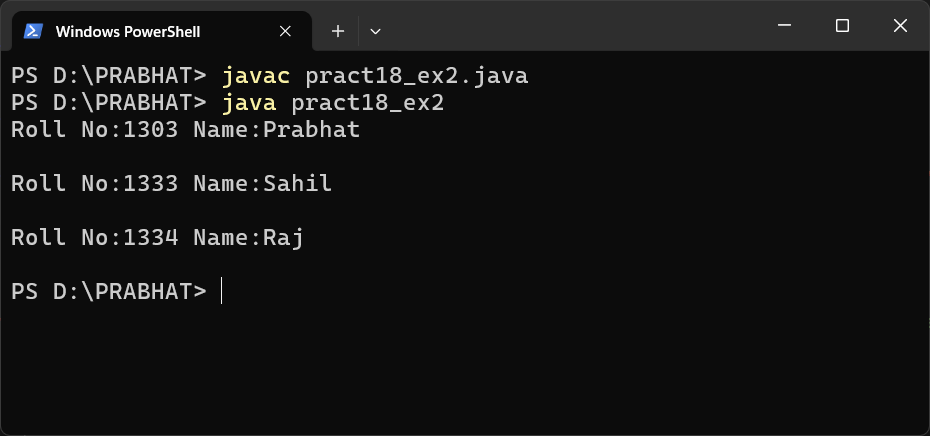 Windows PowerShell
PS D:\PRABHAT> javac pract18_ex2.java
PS D:\PRABHAT> java pract18_ex2
Roll No:1303 Name:Prabhat
Roll No:1333 Name:Sahil
Roll No:1334 Name:Raj
PS D:\PRABHAT>